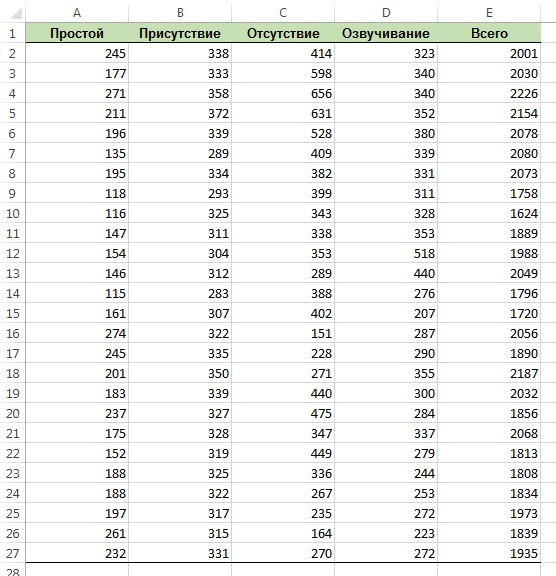 A B C D E
1 Простой Присутствие Отсутствие Озвучивание Всего
2 245 338 414 323 2001
3 177 333 598 340 2030
4 271 358 656 340 2226
5 211 372 631 352 2154
6 196 339 528 380 2078
7 135 289 409 339 2080
8 195 334 382 331 2073
9 118 293 399 311 1758
10 116 325 343 328 1624
11 147 311 338 353 1889
12 154 304 353 518 1988
13 146 312 289 440 2049
14 115 283 388 276 1796
15 161 307 402 207 1720
16 274 322 151 287 2056
17 245 335 228 290 1890
18 201 350 271 355 2187
19 183 339 440 300 2032
20 237 327 475 284 1856
21 175 328 347 337 2068
22 152 319 449 279 1813
23 188 325 336 244 1808
24 188 322 267 253 1834
25 197 317 235 272 1973
26 261 315 164 223 1839
27 232 331 270 272 1935
28